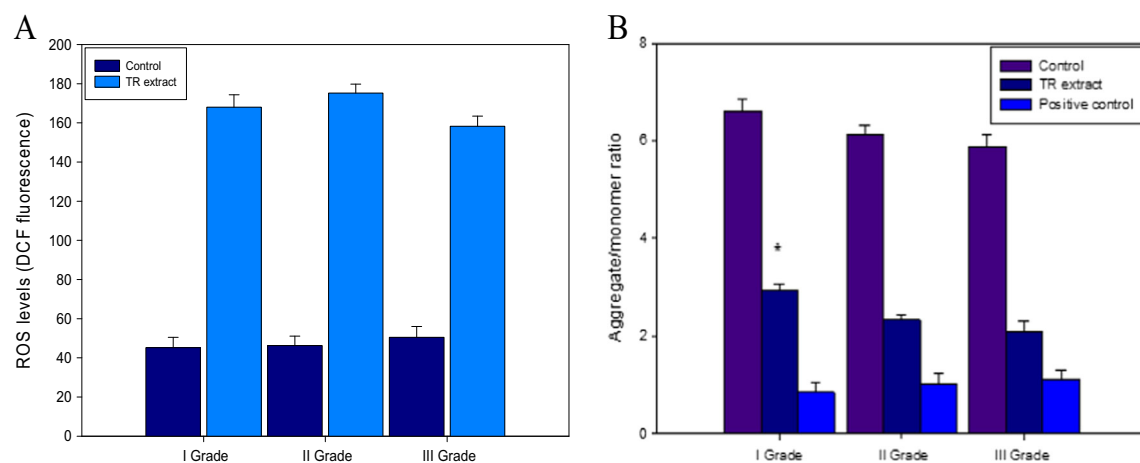 A
ROS levels (DCF fluorescence)
200
180
160
140
120
100
80
60
40
20
0
Control
TR extract
I Grade
II Grade
III Grade
B
Aggregate/monomer ratio
8
6
4
2
0
Control
TR extract
Positive control
*
I Grade
II Grade
III Grade